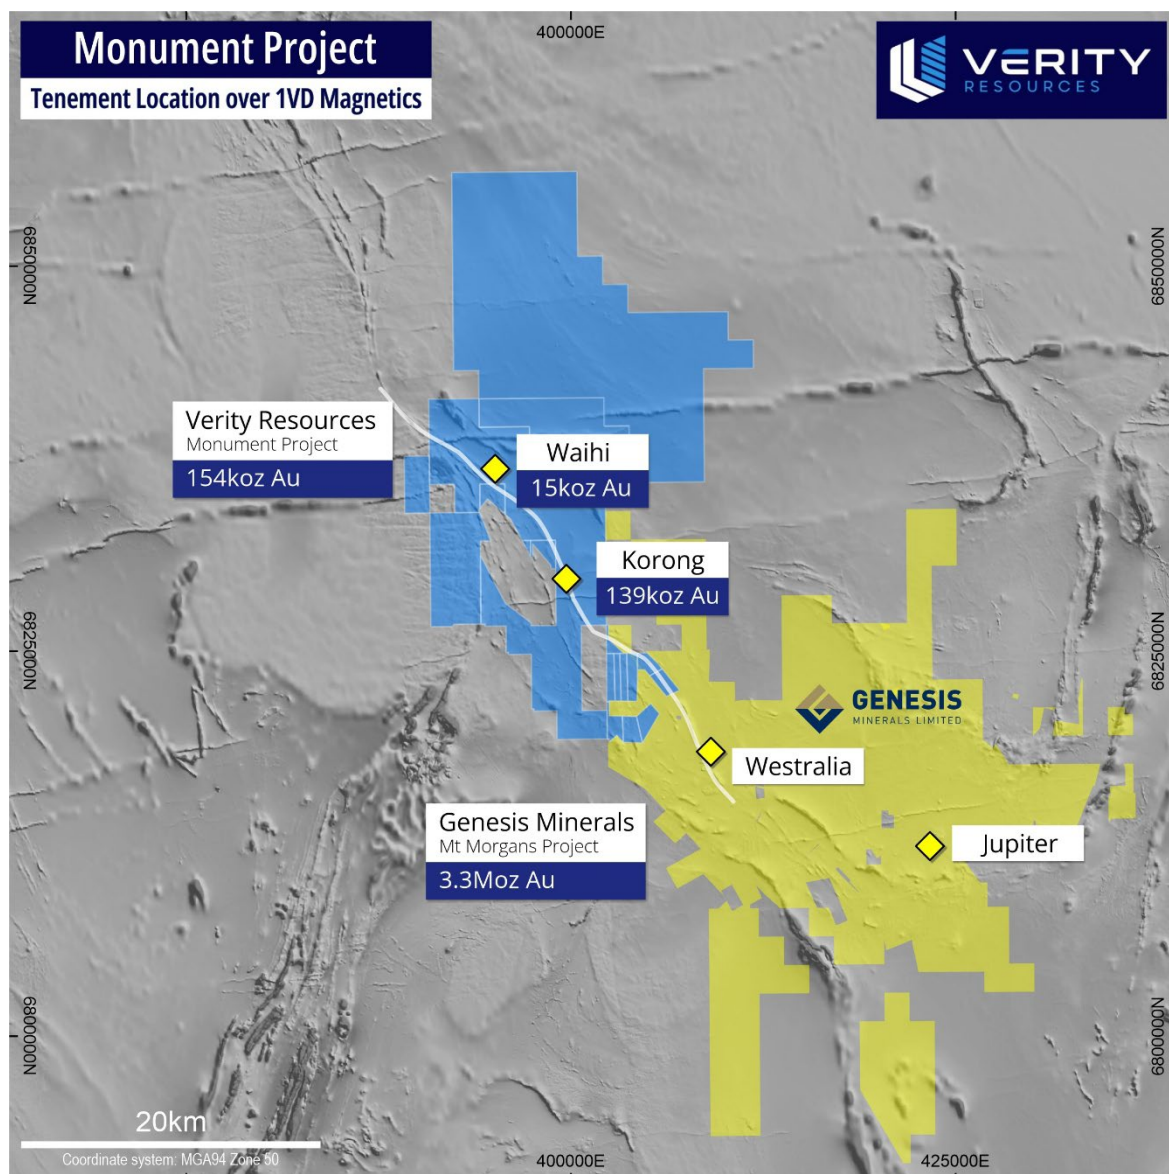 Monument Project
Tenement Location over 1VD Magnetics
400000E
VERITY
RESOURCES
6850000N
6850000N
Verity Resources
Monument Project
154koz Au
Waihi
15koz Au
Korong
139koz Au
6825000N
6825000N
GENESIS
MINERALS LIMITED
Westralia
Genesis Minerals
Mt Morgans Project
3.3Moz Au
Jupiter
6800000N
6800000N
20km
Coordinate system: MGA94 Zone 50
400000E
425000E